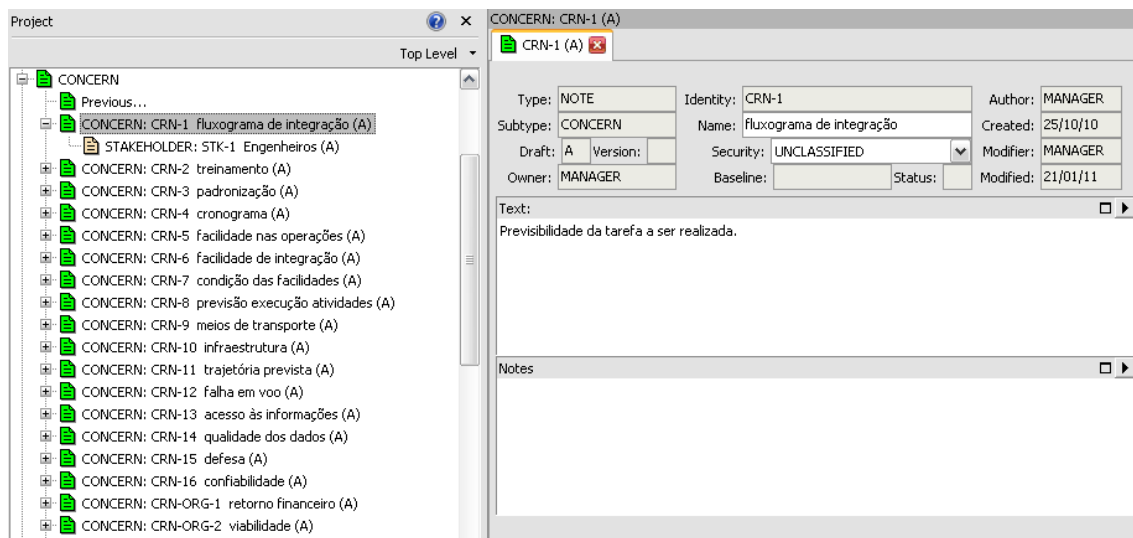 Project
Top Level
CONCERN
Previous...
CONCERN: CRN-1 fluxograma de integração (A)
STAKEHOLDER: STK-1 Engenheiros (A)
CONCERN: CRN-2 treinamento (A)
CONCERN: CRN-3 padronização (A)
CONCERN: CRN-4 cronograma (A)
CONCERN: CRN-5 facilidade nas operações (A)
CONCERN: CRN-6 facilidade de integração (A)
CONCERN: CRN-7 condição das facilidades (A)
CONCERN: CRN-8 previsão execução atividades (A)
CONCERN: CRN-9 meios de transporte (A)
CONCERN: CRN-10 infraestrutura (A)
CONCERN: CRN-11 trajetória prevista (A)
CONCERN: CRN-12 falha em voo (A)
CONCERN: CRN-13 acesso às informações (A)
CONCERN: CRN-14 qualidade dos dados (A)
CONCERN: CRN-15 defesa (A)
CONCERN: CRN-16 confiabilidade (A)
CONCERN: CRN-ORG-1 retorno financeiro (A)
CONCERN: CRN-ORG-2 viabilidade (A)
CONCERN: CRN-1 (A)
CRN-1 (A)
Type: NOTE Identity: CRN-1 Author: MANAGER
Subtype: CONCERN Name: fluxograma de integração Created: 25/10/10
Draft: A Version: Security: UNCLASSIFIED Modifier: MANAGER
Owner: MANAGER Baseline: Status: Modified: 21/01/11
Text:
Previsibilidade da tarefa a ser realizada.
Notes